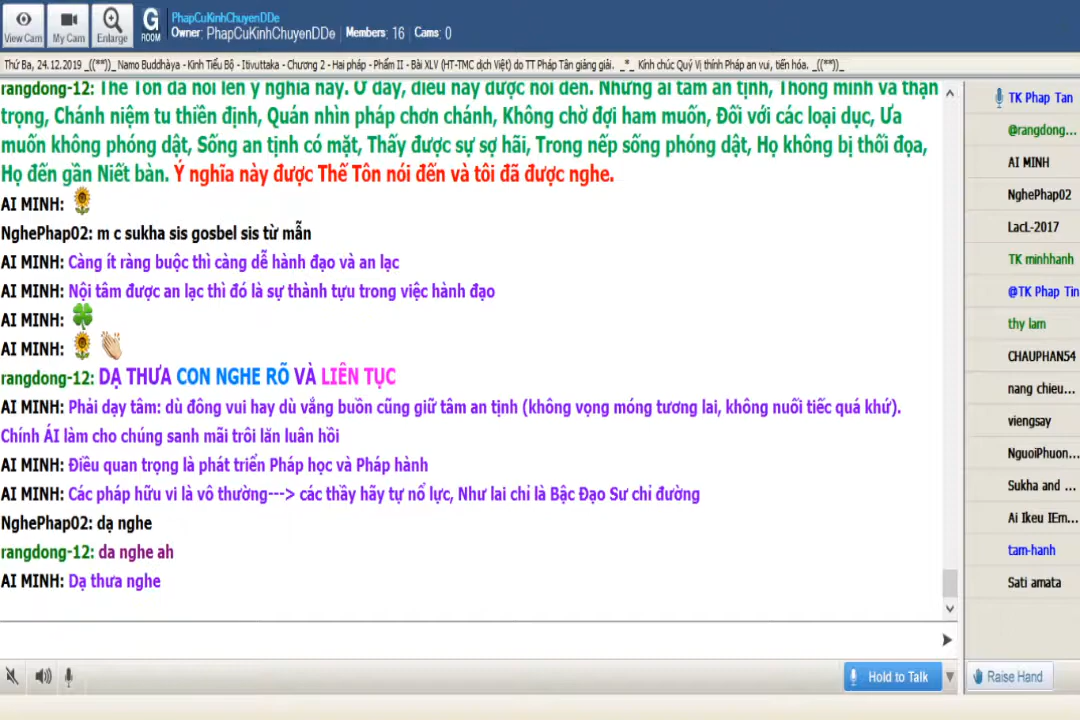 View Cam
My Cam
Enlarge
G
ROOM
PhapCuKinhChuyenDDe
Owner: PhapCuKinhChuyenDDe Members: 16 Cams: 0
Thứ Ba, 24.12.2019 _((**))_ Namo Buddhàya - Kinh Tiểu Bộ - Itivuttaka - Chương 2 - Hai pháp - Phẩm II - Bài XLV (HT-TMC dịch Việt) do TT Pháp Tân giảng giải. _*_ Kính chúc Quý Vị thính Pháp an vui, tiến hóa. _((**))_
rangdong-12: Thế Tôn đã nói lên ý nghĩa này. Ở đây, điều này được nói đến. Những ai tâm an tịnh, Thông minh và thận
trọng, Chánh niệm tu thiền định, Quán nhìn pháp chơn chánh, Không chờ đợi ham muốn, Đối với các loại dục, Ưa
muốn không phóng dật, Sống an tịnh có mặt, Thấy được sự sợ hãi, Trong nếp sống phóng dật, Họ không bị thối đọa,
Họ đến gần Niết bàn. Ý nghĩa này được Thế Tôn nói đến và tôi đã được nghe.
AI MINH:
NghePhap02: m c sukha sis gosbel sis từ mẫn
AI MINH: Càng ít ràng buộc thì càng dễ hành đạo và an lạc
AI MINH: Nội tâm được an lạc thì đó là sự thành tựu trong việc hành đạo
AI MINH:
AI MINH:
rangdong-12: DẠ THƯA CON NGHE RÕ VÀ LIÊN TỤC
AI MINH: Phải dạy tâm: dù đông vui hay dù vắng buồn cũng giữ tâm an tịnh (không vọng móng tương lai, không nuối tiếc quá khứ).
Chính ÁI làm cho chúng sanh mãi trôi lăn luân hồi
AI MINH: Điều quan trọng là phát triển Pháp học và Pháp hành
AI MINH: Các pháp hữu vi là vô thường---> các thầy hãy tự nổ lực, Như lai chỉ là Bậc Đạo Sư chỉ đường
NghePhap02: dạ nghe
rangdong-12: da nghe ah
AI MINH: Dạ thưa nghe
TK Phap Tan
@rangdong...
AI MINH
NghePhap02
LacL-2017
TK minhhanh
@TK Phap Tin
thy lam
CHAUPHAN54
nang chieu...
viengsay
NguoiPhuon...
Sukha and ...
Ai Ikeu IEm...
tam-hanh
Sati amata
Hold to Talk
Raise Hand